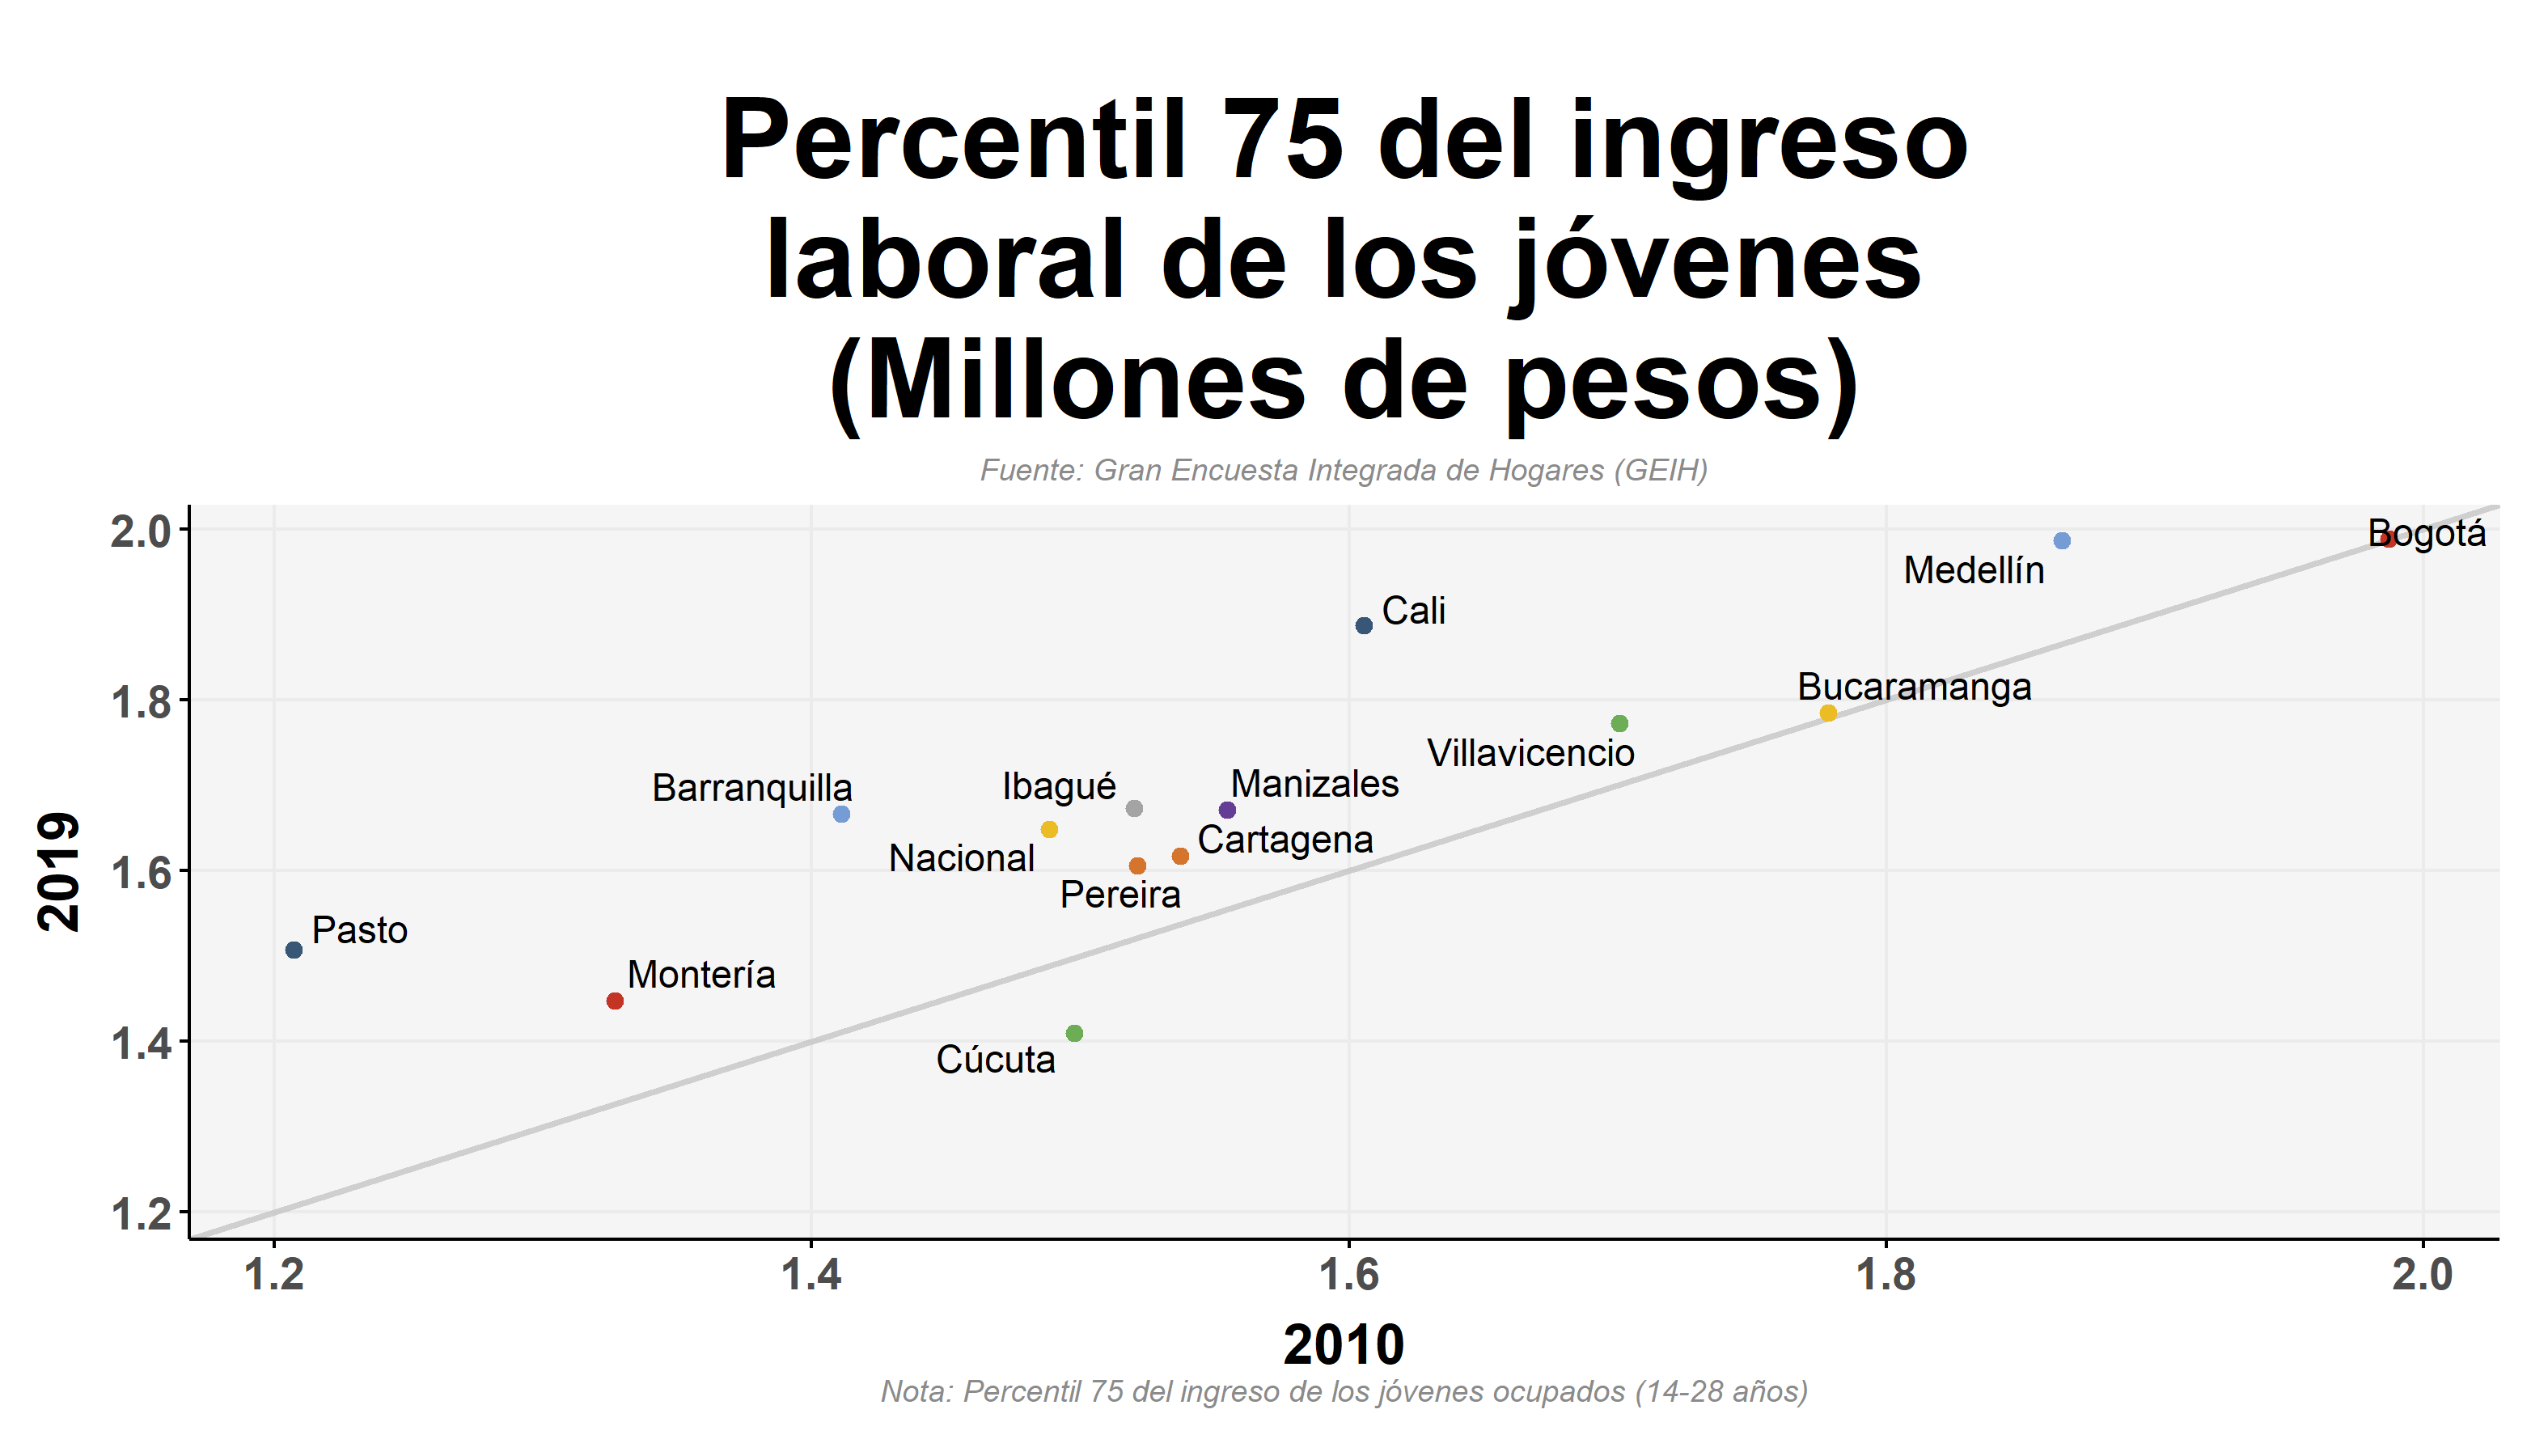 Percentil 75 del ingreso
laboral de los jóvenes
(Millones de pesos)
Fuente: Gran Encuesta Integrada de Hogares (GEIH)
2.0
1.8
1.6
1.4
1.2
2019
Bogotá
Medellín
Cali
Bucaramanga
Villavicencio
Manizales
Ibagué
Barranquilla
Cartagena
Nacional
Pereira
Pasto
Montería
Cúcuta
1.2
1.4
1.6
1.8
2.0
2010
Nota: Percentil 75 del ingreso de los jóvenes ocupados (14-28 años)